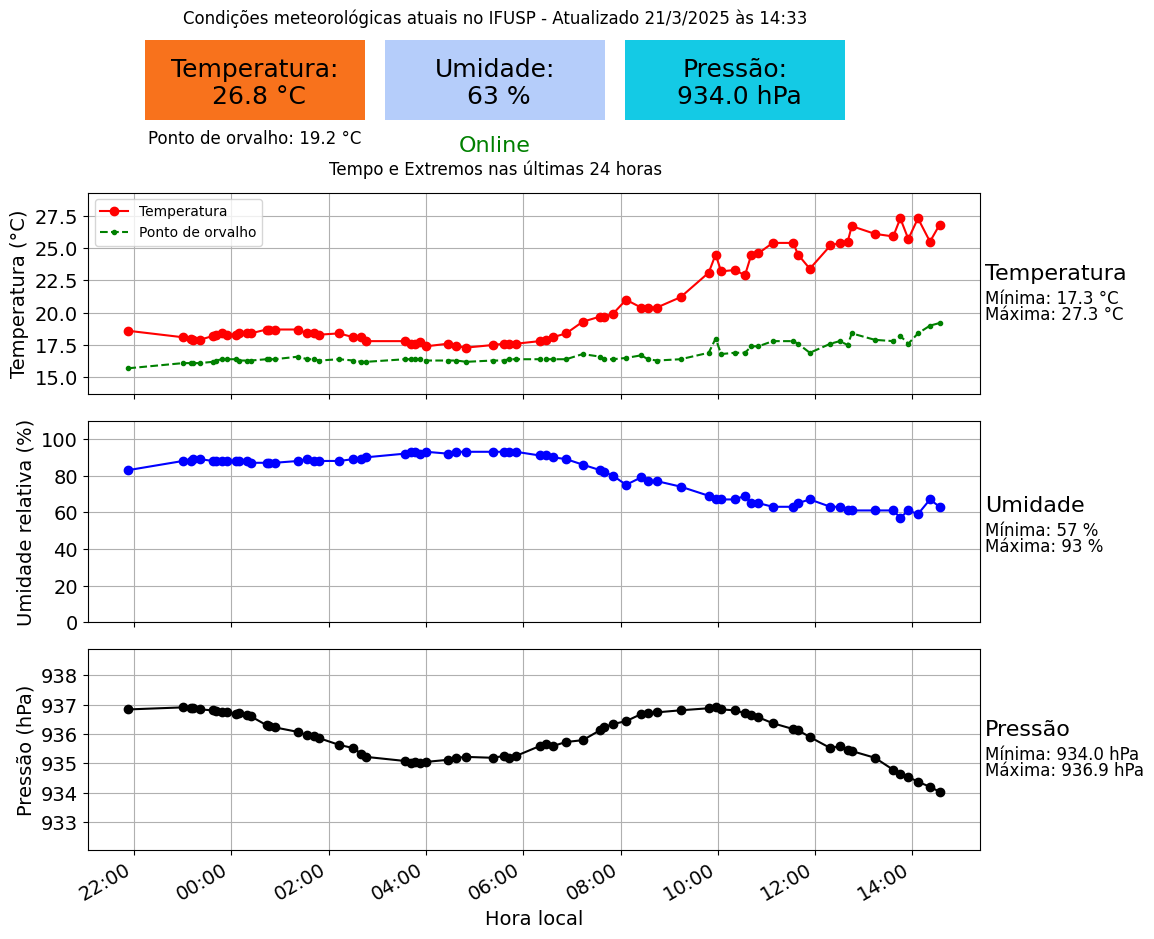 Condições meteorológicas atuais no IFUSP - Atualizado 21/3/2025 às 14:33
Temperatura:
26.8 °C
Umidade:
63 %
Pressão:
934.0 hPa
Ponto de orvalho: 19.2 °C
Online
Tempo e Extremos nas últimas 24 horas
Temperatura (°C)
27.5
25.0
22.5
20.0
17.5
15.0
Temperatura
Ponto de orvalho
Temperatura
Mínima: 17.3 °C
Máxima: 27.3 °C
Umidade relativa (%)
100
80
60
40
20
0
Umidade
Mínima: 57 %
Máxima: 93 %
Pressão (hPa)
938
937
936
935
934
933
Pressão
Mínima: 934.0 hPa
Máxima: 936.9 hPa
22:00
00:00
02:00
04:00
06:00
08:00
10:00
12:00
14:00
Hora local